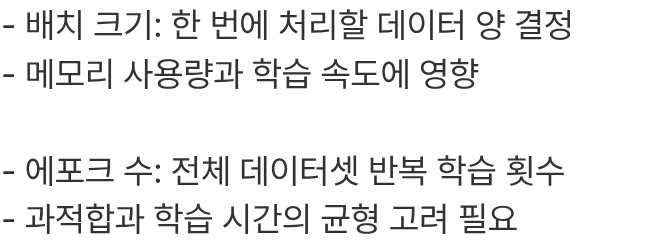 - 배치 크기: 한 번에 처리할 데이터 양 결정
- 메모리 사용량과 학습 속도에 영향
- 에포크 수: 전체 데이터셋 반복 학습 횟수
- 과적합과 학습 시간의 균형 고려 필요